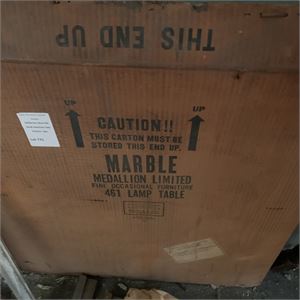 THIS END UP
UP
UP
CAUTION!!
THIS CARTON MUST BE
STORED THIS END UP.
MARBLE
MEDALLION LIMITED
FINE OCCASIONAL FURNITURE
461 LAMP TABLE